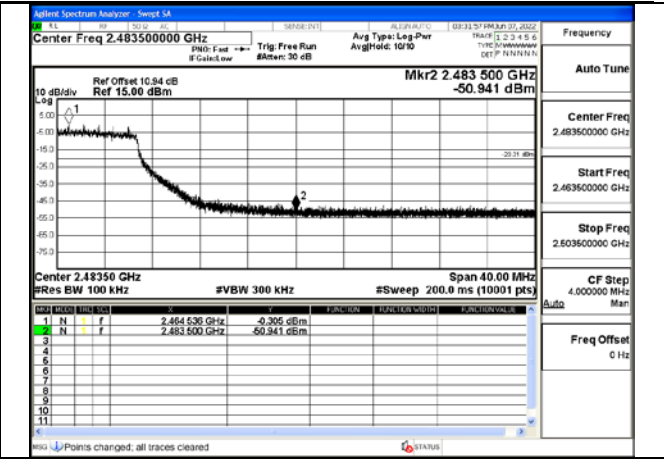 Agilent Spectrum Analyzer - Swept SA
RL RF 50 Ω AC SENSE:INT ALIGN AUTO 03:31:57 PM Jun 07, 2022
Center Freq 2.483500000 GHz
PNO: Fast
IFGain:Low
Trig: Free Run
#Atten: 30 dB
Avg Type: Log-Pwr
Avg|Hold: 10/10
TRACE 1 2 3 4 5 6
TYPE MWWWWW
DET P N N N N N
Frequency
Auto Tune
Ref Offset 10.94 dB
10 dB/div Ref 15.00 dBm
Log
Mkr2 2.483 500 GHz
-50.941 dBm
5.00
-5.00
-15.0
-25.0
-35.0
-45.0
-55.0
-65.0
-75.0
1
2
Center Freq
2.483500000 GHz
Start Freq
2.463500000 GHz
Stop Freq
2.503500000 GHz
Center 2.48350 GHz Span 40.00 MHz
#Res BW 100 kHz #VBW 300 kHz #Sweep 200.0 ms (10001 pts)
CF Step
4.000000 MHz
Auto Man
MKR MODE TRC SCL X Y FUNCTION FUNCTION WIDTH FUNCTION VALUE
1 N 1 f 2.464 536 GHz -0.305 dBm
2 N 1 f 2.483 500 GHz -50.941 dBm
3
4
5
6
7
8
9
10
11
Freq Offset
0 Hz
MSG Points changed; all traces cleared STATUS